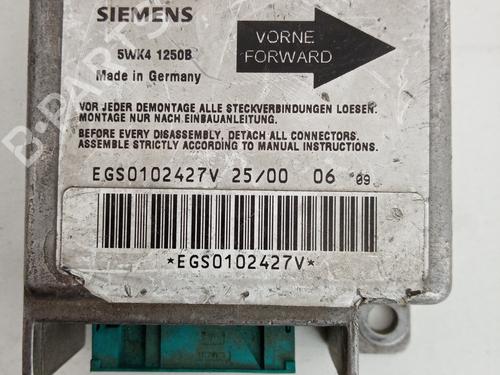 SIEMENS
5WK4 1250B
Made in Germany
VORNE
FORWARD
VOR JEDER DEMONTAGE ALLE STECKVERBINDUNGEN LOESEN.
MONTAGE NUR NACH EINBAUANLEITUNG.
BEFORE EVERY DISASSEMBLY, DETACH ALL CONNECTORS.
ASSEMBLE STRICTLY ACCORDING TO MANUAL INSTRUCTIONS.
EGS0102427V 25/00 06 09
*EGS0102427V*
B-PARTS